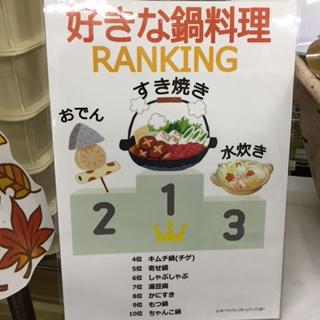 好きな鍋料理
RANKING
すき焼き
おでん
水炊き
2 1 3
4位 キムチ鍋(チゲ)
5位 寄せ鍋
6位 しゃぶしゃぶ
7位 湯豆腐
8位 かにすき
9位 もつ鍋
10位 ちゃんこ鍋